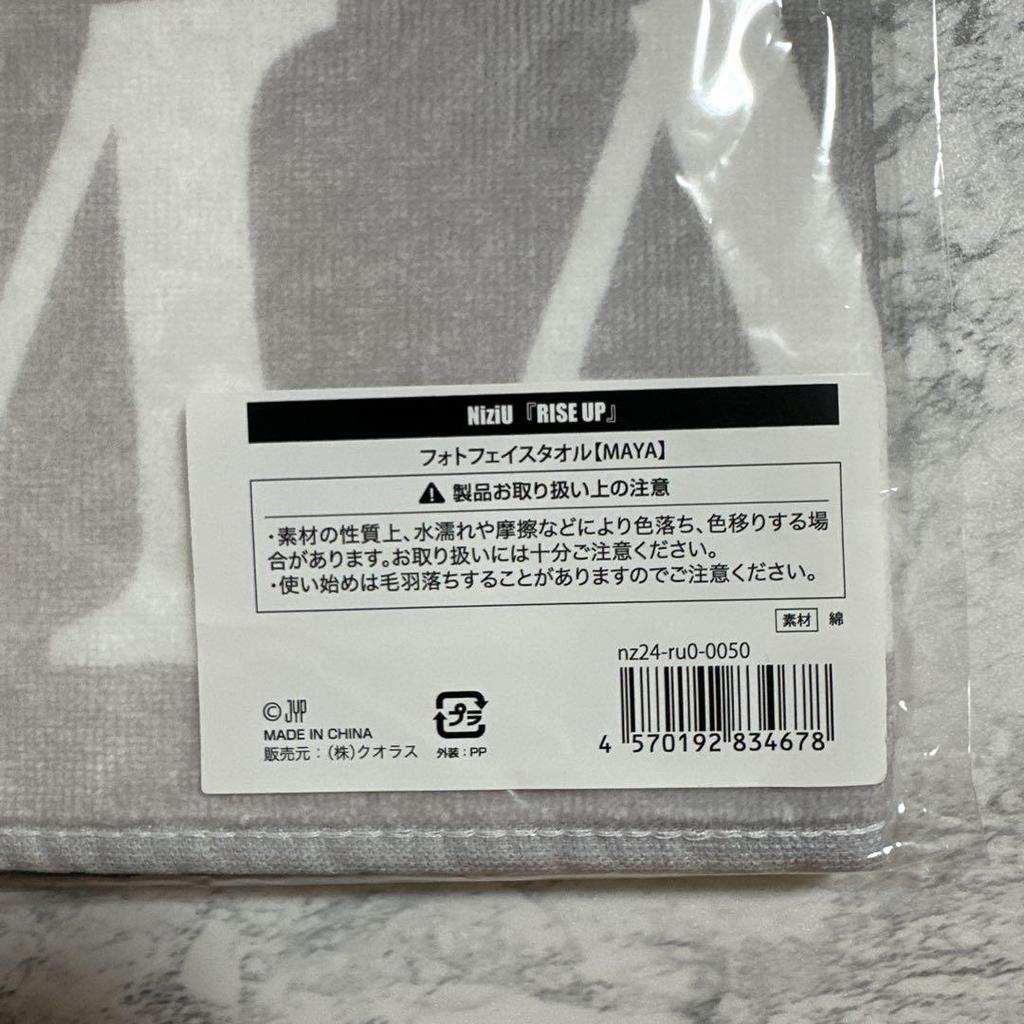 NiziU『RISE UP』
フォトフェイスタオル【MAYA】
製品お取り扱い上の注意
・素材の性質上、水濡れや摩擦などにより色落ち、色移りする場
合があります。お取り扱いには十分ご注意ください。
・使い始めは毛羽落ちすることがありますのでご注意ください。
素材 綿
nz24-ru0-0050
4 570192 834678
© JYP
MADE IN CHINA
販売元：(株)クオラス
プラ
外装：PP